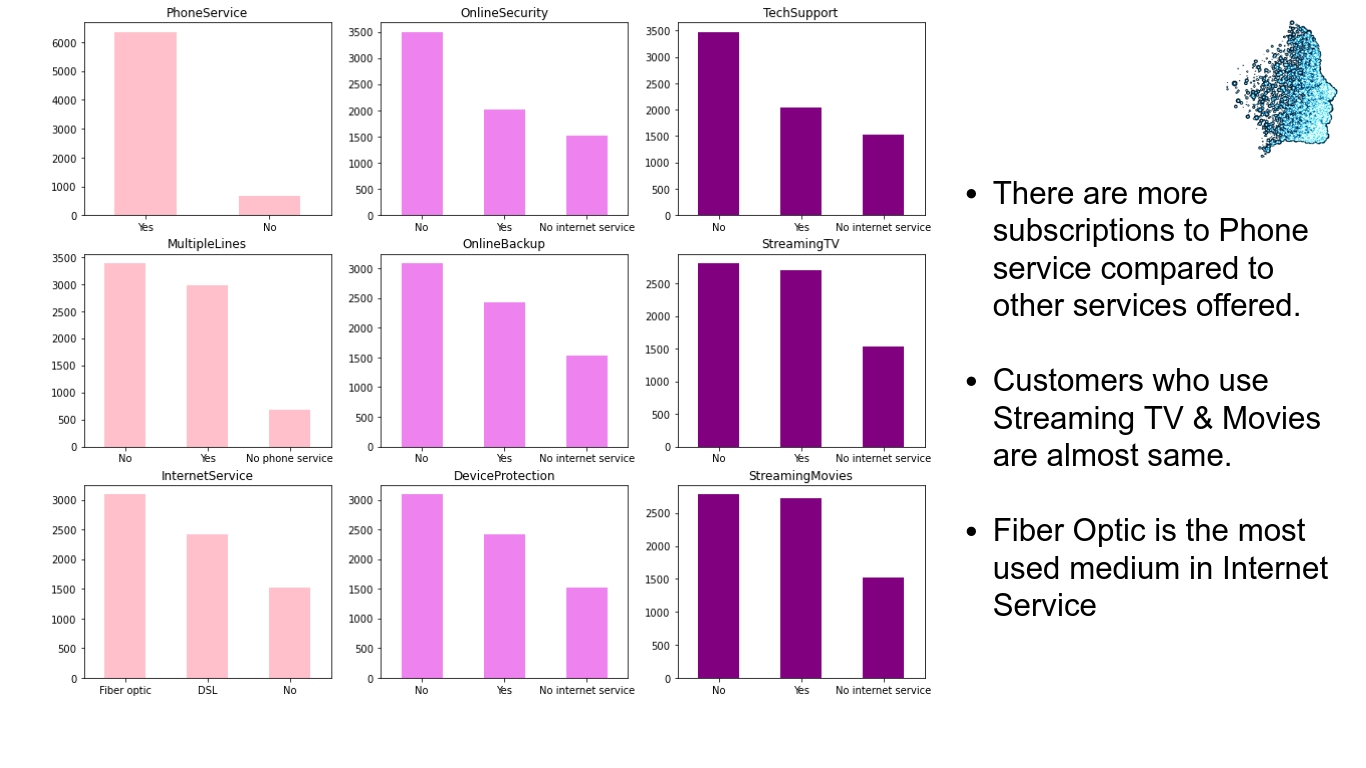 PhoneService
6000
5000
4000
3000
2000
1000
0
Yes No
OnlineSecurity
3500
3000
2500
2000
1500
1000
500
0
No Yes No internet service
TechSupport
3500
3000
2500
2000
1500
1000
500
0
No Yes No internet service
MultipleLines
3500
3000
2500
2000
1500
1000
500
0
No Yes No phone service
OnlineBackup
3000
2500
2000
1500
1000
500
0
No Yes No internet service
StreamingTV
2500
2000
1500
1000
500
0
No Yes No internet service
InternetService
3000
2500
2000
1500
1000
500
0
Fiber optic DSL No
DeviceProtection
3000
2500
2000
1500
1000
500
0
No Yes No internet service
StreamingMovies
2500
2000
1500
1000
500
0
No Yes No internet service
• There are more
subscriptions to Phone
service compared to
other services offered.
• Customers who use
Streaming TV & Movies
are almost same.
• Fiber Optic is the most
used medium in Internet
Service